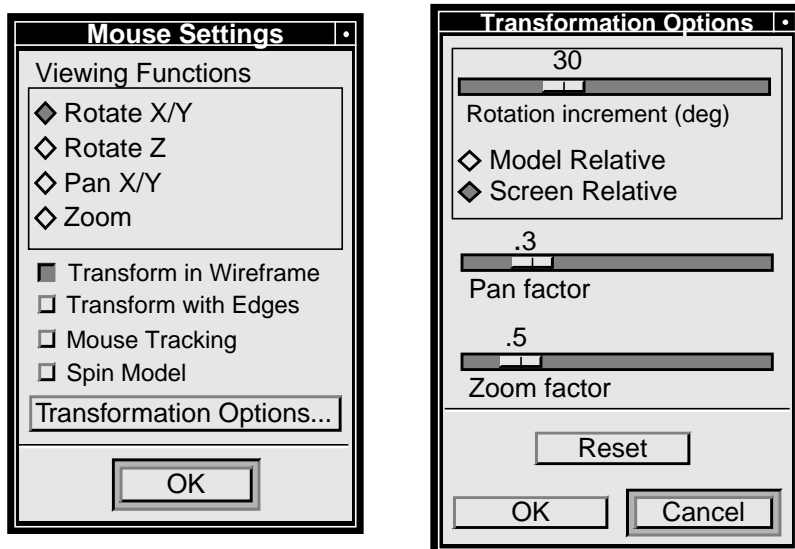 Mouse Settings
Viewing Functions
Rotate X/Y
Rotate Z
Pan X/Y
Zoom
Transform in Wireframe
Transform with Edges
Mouse Tracking
Spin Model
Transformation Options...
OK
Transformation Options
30
Rotation increment (deg)
Model Relative
Screen Relative
.3
Pan factor
.5
Zoom factor
Reset
OK Cancel